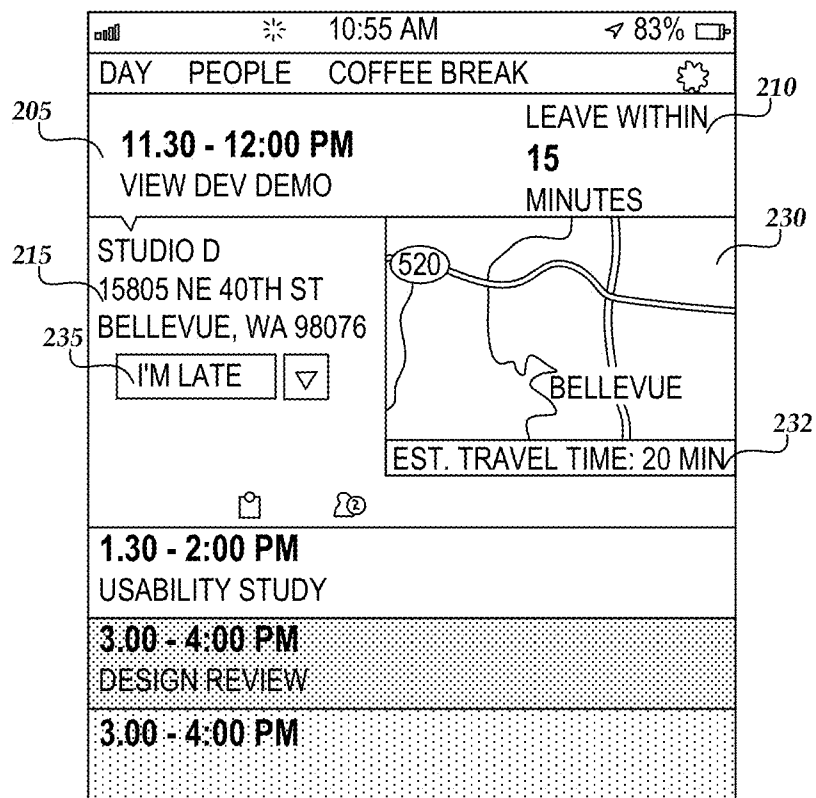 10:55 AM 83%
DAY PEOPLE COFFEE BREAK
210
205
LEAVE WITHIN
11.30 - 12:00 PM
15
VIEW DEV DEMO
MINUTES
230
STUDIO D
215
15805 NE 40TH ST
520
BELLEVUE, WA 98076
235
I'M LATE
BELLEVUE
232
EST. TRAVEL TIME: 20 MIN
2
1.30 - 2:00 PM
USABILITY STUDY
3.00 - 4:00 PM
DESIGN REVIEW
3.00 - 4:00 PM